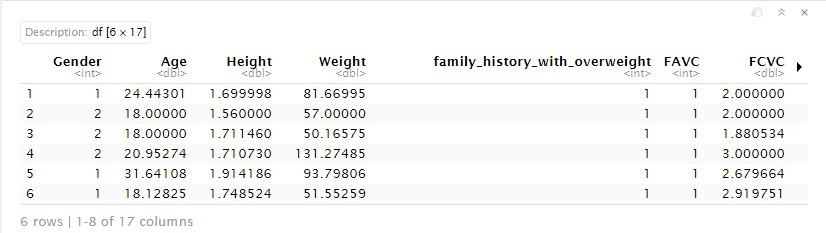 Description: df [6 × 17]
Gender Age Height Weight family_history_with_overweight FAVC FCVC
<int> <dbl> <dbl> <dbl> <int> <int> <dbl>
1 1 24.44301 1.699998 81.66995 1 1 2.000000
2 2 18.00000 1.560000 57.00000 1 1 2.000000
3 2 18.00000 1.711460 50.16575 1 1 1.880534
4 2 20.95274 1.710730 131.27485 1 1 3.000000
5 1 31.64108 1.914186 93.79806 1 1 2.679664
6 1 18.12825 1.748524 51.55259 1 1 2.919751
6 rows | 1-8 of 17 columns